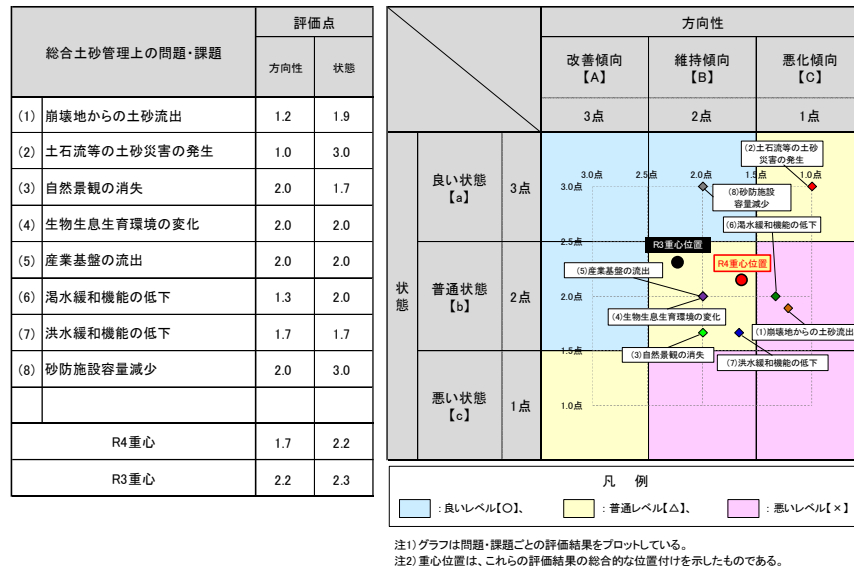 総合土砂管理上の問題・課題
評価点
方向性
状態
(1) 崩壊地からの土砂流出 1.2 1.9
(2) 土石流等の土砂災害の発生 1.0 3.0
(3) 自然景観の消失 2.0 1.7
(4) 生物生息生育環境の変化 2.0 2.0
(5) 産業基盤の流出 2.0 2.0
(6) 渇水緩和機能の低下 1.3 2.0
(7) 洪水緩和機能の低下 1.7 1.7
(8) 砂防施設容量減少 2.0 3.0
R4重心 1.7 2.2
R3重心 2.2 2.3
方向性
改善傾向
【A】
維持傾向
【B】
悪化傾向
【C】
3点
2点
1点
状態
良い状態
【a】
3点
普通状態
【b】
2点
悪い状態
【c】
1点
3.0点
2.5点
2.0点
1.5点
1.0点
3.0点
2.5点
2.0点
1.5点
1.0点
(2)土石流等の土砂
災害の発生
(8)砂防施設
容量減少
(6)渇水緩和機能の低下
R3重心位置
R4重心位置
(5)産業基盤の流出
(4)生物生息生育環境の変化
(1)崩壊地からの土砂流出
(3)自然景観の消失
(7)洪水緩和機能の低下
凡 例
:良いレベル【○】、
:普通レベル【△】、
:悪いレベル【×】
注1)グラフは問題・課題ごとの評価結果をプロットしている。
注2)重心位置は、これらの評価結果の総合的な位置付けを示したものである。